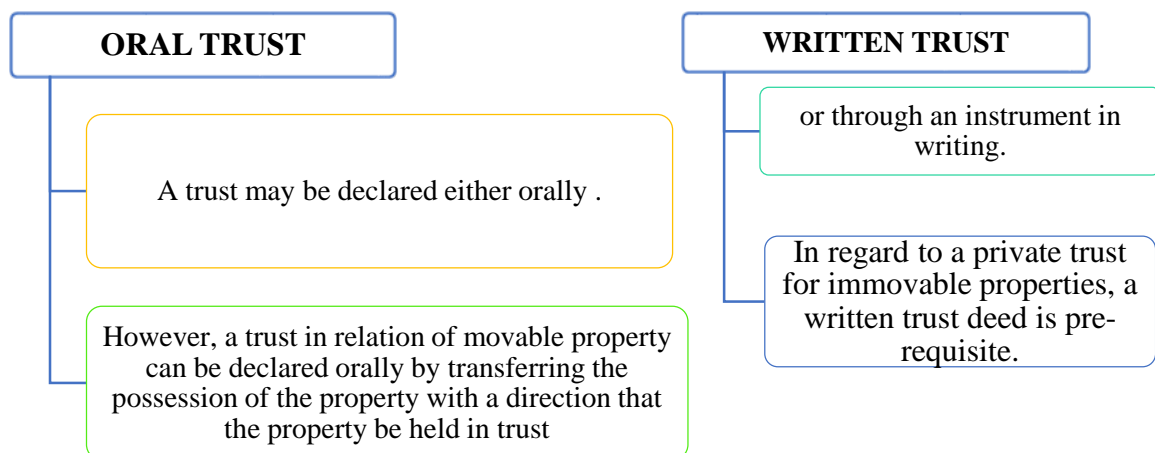 ORAL TRUST
A trust may be declared either orally .
However, a trust in relation of movable property
can be declared orally by transferring the
possession of the property with a direction that
the property be held in trust
WRITTEN TRUST
or through an instrument in
writing.
In regard to a private trust
for immovable properties, a
written trust deed is pre-
requisite.